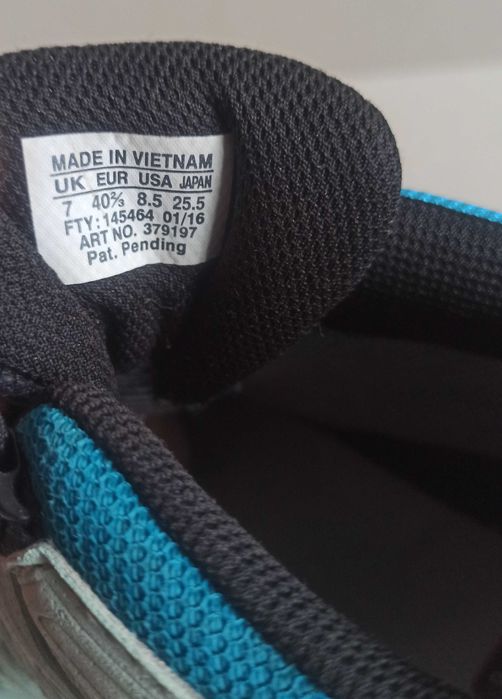 MADE IN VIETNAM
UK EUR USA JAPAN
7 40⅔ 8.5 25.5
FTY: 145464 01/16
ART NO. 379197
Pat. Pending